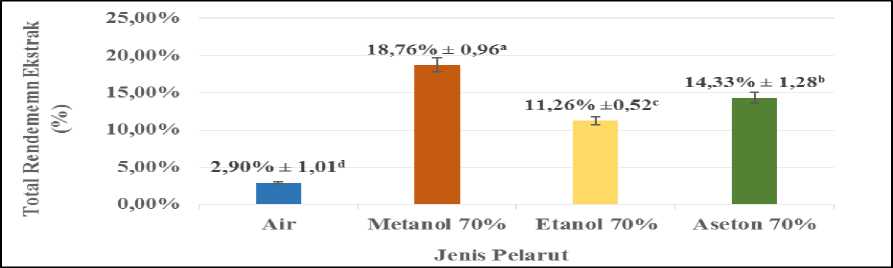 Total Rendememn Ekstrak
(%)
25,00%
20,00%
15,00%
10,00%
5,00%
0,00%
2,90% ± 1,01ᵈ
18,76% ± 0,96ᵃ
11,26% ±0,52ᶜ
14,33% ± 1,28ᵇ
Air
Metanol 70%
Etanol 70%
Aseton 70%
Jenis Pelarut